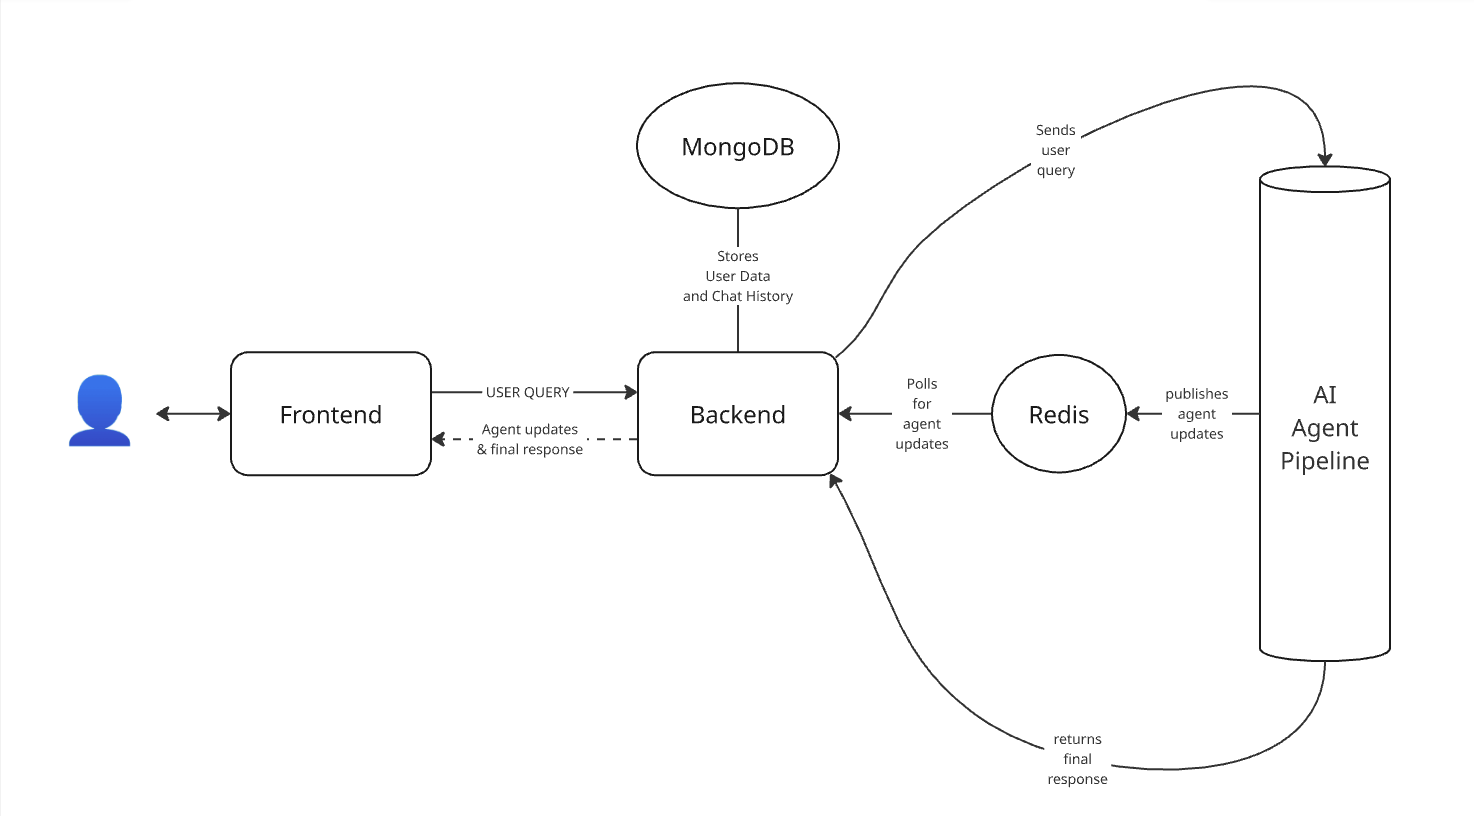 MongoDB
Sends
user
query
Stores
User Data
and Chat History
Frontend
USER QUERY
Agent updates
& final response
Backend
Polls
for
agent
updates
Redis
publishes
agent
updates
AI
Agent
Pipeline
returns
final
response